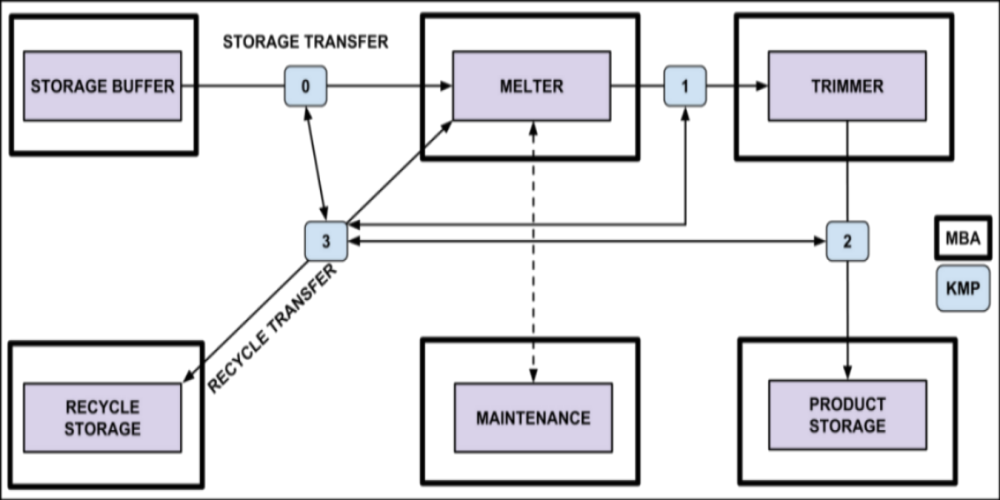 STORAGE TRANSFER
STORAGE BUFFER
0
MELTER
1
TRIMMER
3
2
MBA
KMP
RECYCLE TRANSFER
RECYCLE
STORAGE
MAINTENANCE
PRODUCT
STORAGE